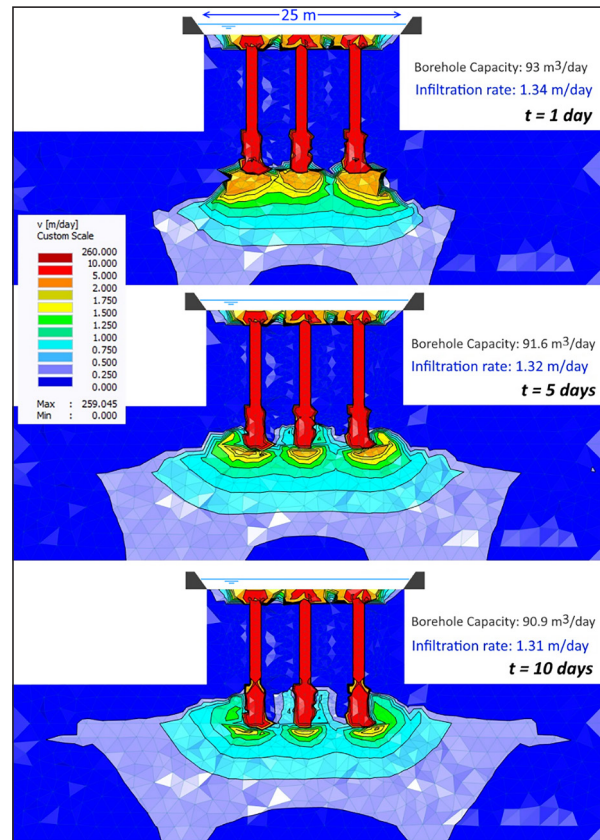 25 m
Borehole Capacity: 93 m³/day
Infiltration rate: 1.34 m/day
t = 1 day
v [m/day]
Custom Scale
260.000
10.000
5.000
2.000
1.750
1.500
1.250
1.000
0.750
0.500
0.250
0.000
Max : 259.045
Min : 0.000
Borehole Capacity: 91.6 m³/day
Infiltration rate: 1.32 m/day
t = 5 days
Borehole Capacity: 90.9 m³/day
Infiltration rate: 1.31 m/day
t = 10 days